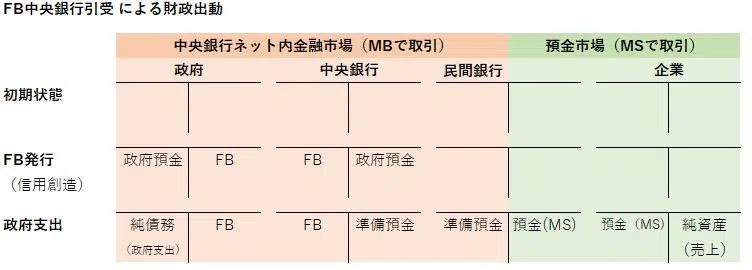 FB中央銀行引受 による財政出動
中央銀行ネット内金融市場（MBで取引） 預金市場（MSで取引）
政府 中央銀行 民間銀行 企業
初期状態
FB発行 政府預金 FB FB 政府預金
（信用創造）
政府支出 純債務 FB FB 準備預金 準備預金 預金(MS) 預金（MS） 純資産
（政府支出） （売上）